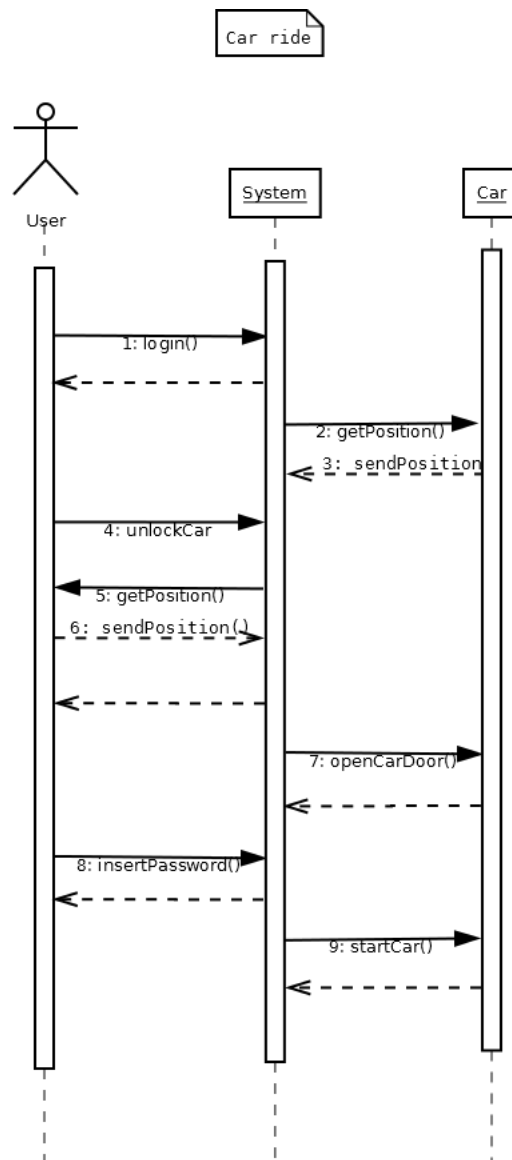 Car ride
User
System
Car
1: login()
2: getPosition()
3: sendPosition
4: unlockCar
5: getPosition()
6: sendPosition()
7: openCarDoor()
8: insertPassword()
9: startCar()